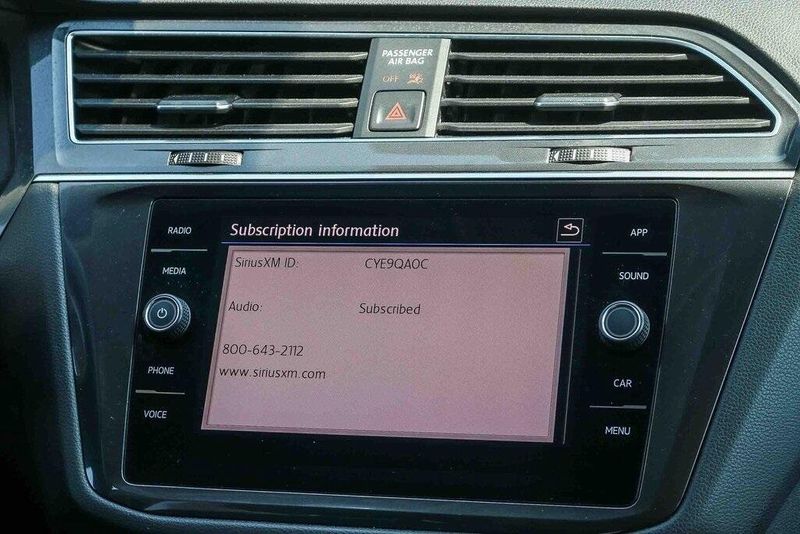 PASSENGER
AIR BAG
OFF
RADIO
MEDIA
PHONE
VOICE
Subscription information
SiriusXM ID: CYE9QA0C
Audio: Subscribed
800-643-2112
www.siriusxm.com
APP
SOUND
CAR
MENU